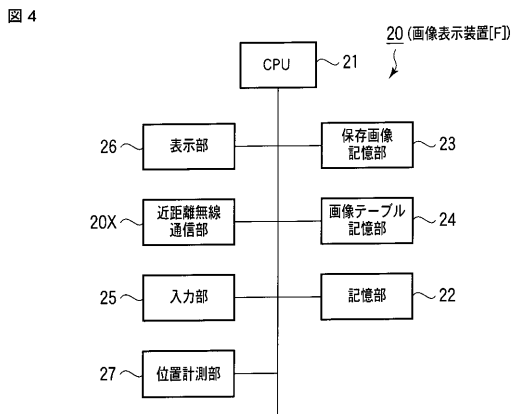 図 4
20 (画像表示装置[F])
CPU
21
26
表示部
保存画像
記憶部
23
20X
近距離無線
通信部
画像テーブル
記憶部
24
25
入力部
記憶部
22
27
位置計測部